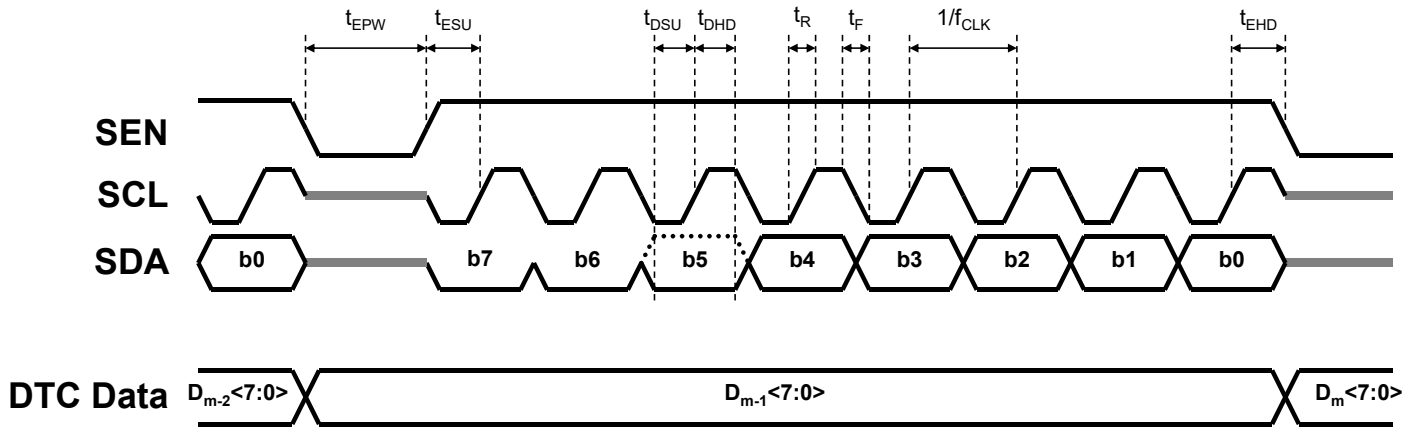 tEPW tESU tDSU tDHD tR tF 1/fCLK tEHD
SEN
SCL
SDA b0 b7 b6 b5 b4 b3 b2 b1 b0
DTC Data Dm-2<7:0> Dm-1<7:0> Dm<7:0>